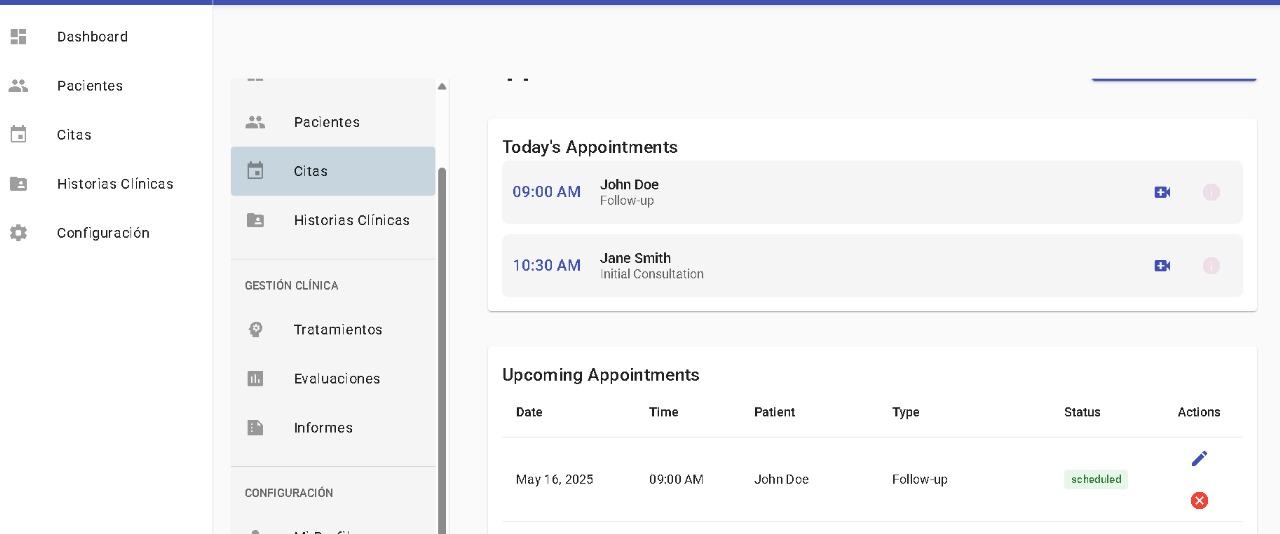 Dashboard
Pacientes
Citas
Historias Clínicas
Configuración
Pacientes
Citas
Historias Clínicas
GESTIÓN CLÍNICA
Tratamientos
Evaluaciones
Informes
CONFIGURACIÓN
Today's Appointments
09:00 AM John Doe
Follow-up
10:30 AM Jane Smith
Initial Consultation
Upcoming Appointments
Date Time Patient Type Status Actions
May 16, 2025 09:00 AM John Doe Follow-up scheduled